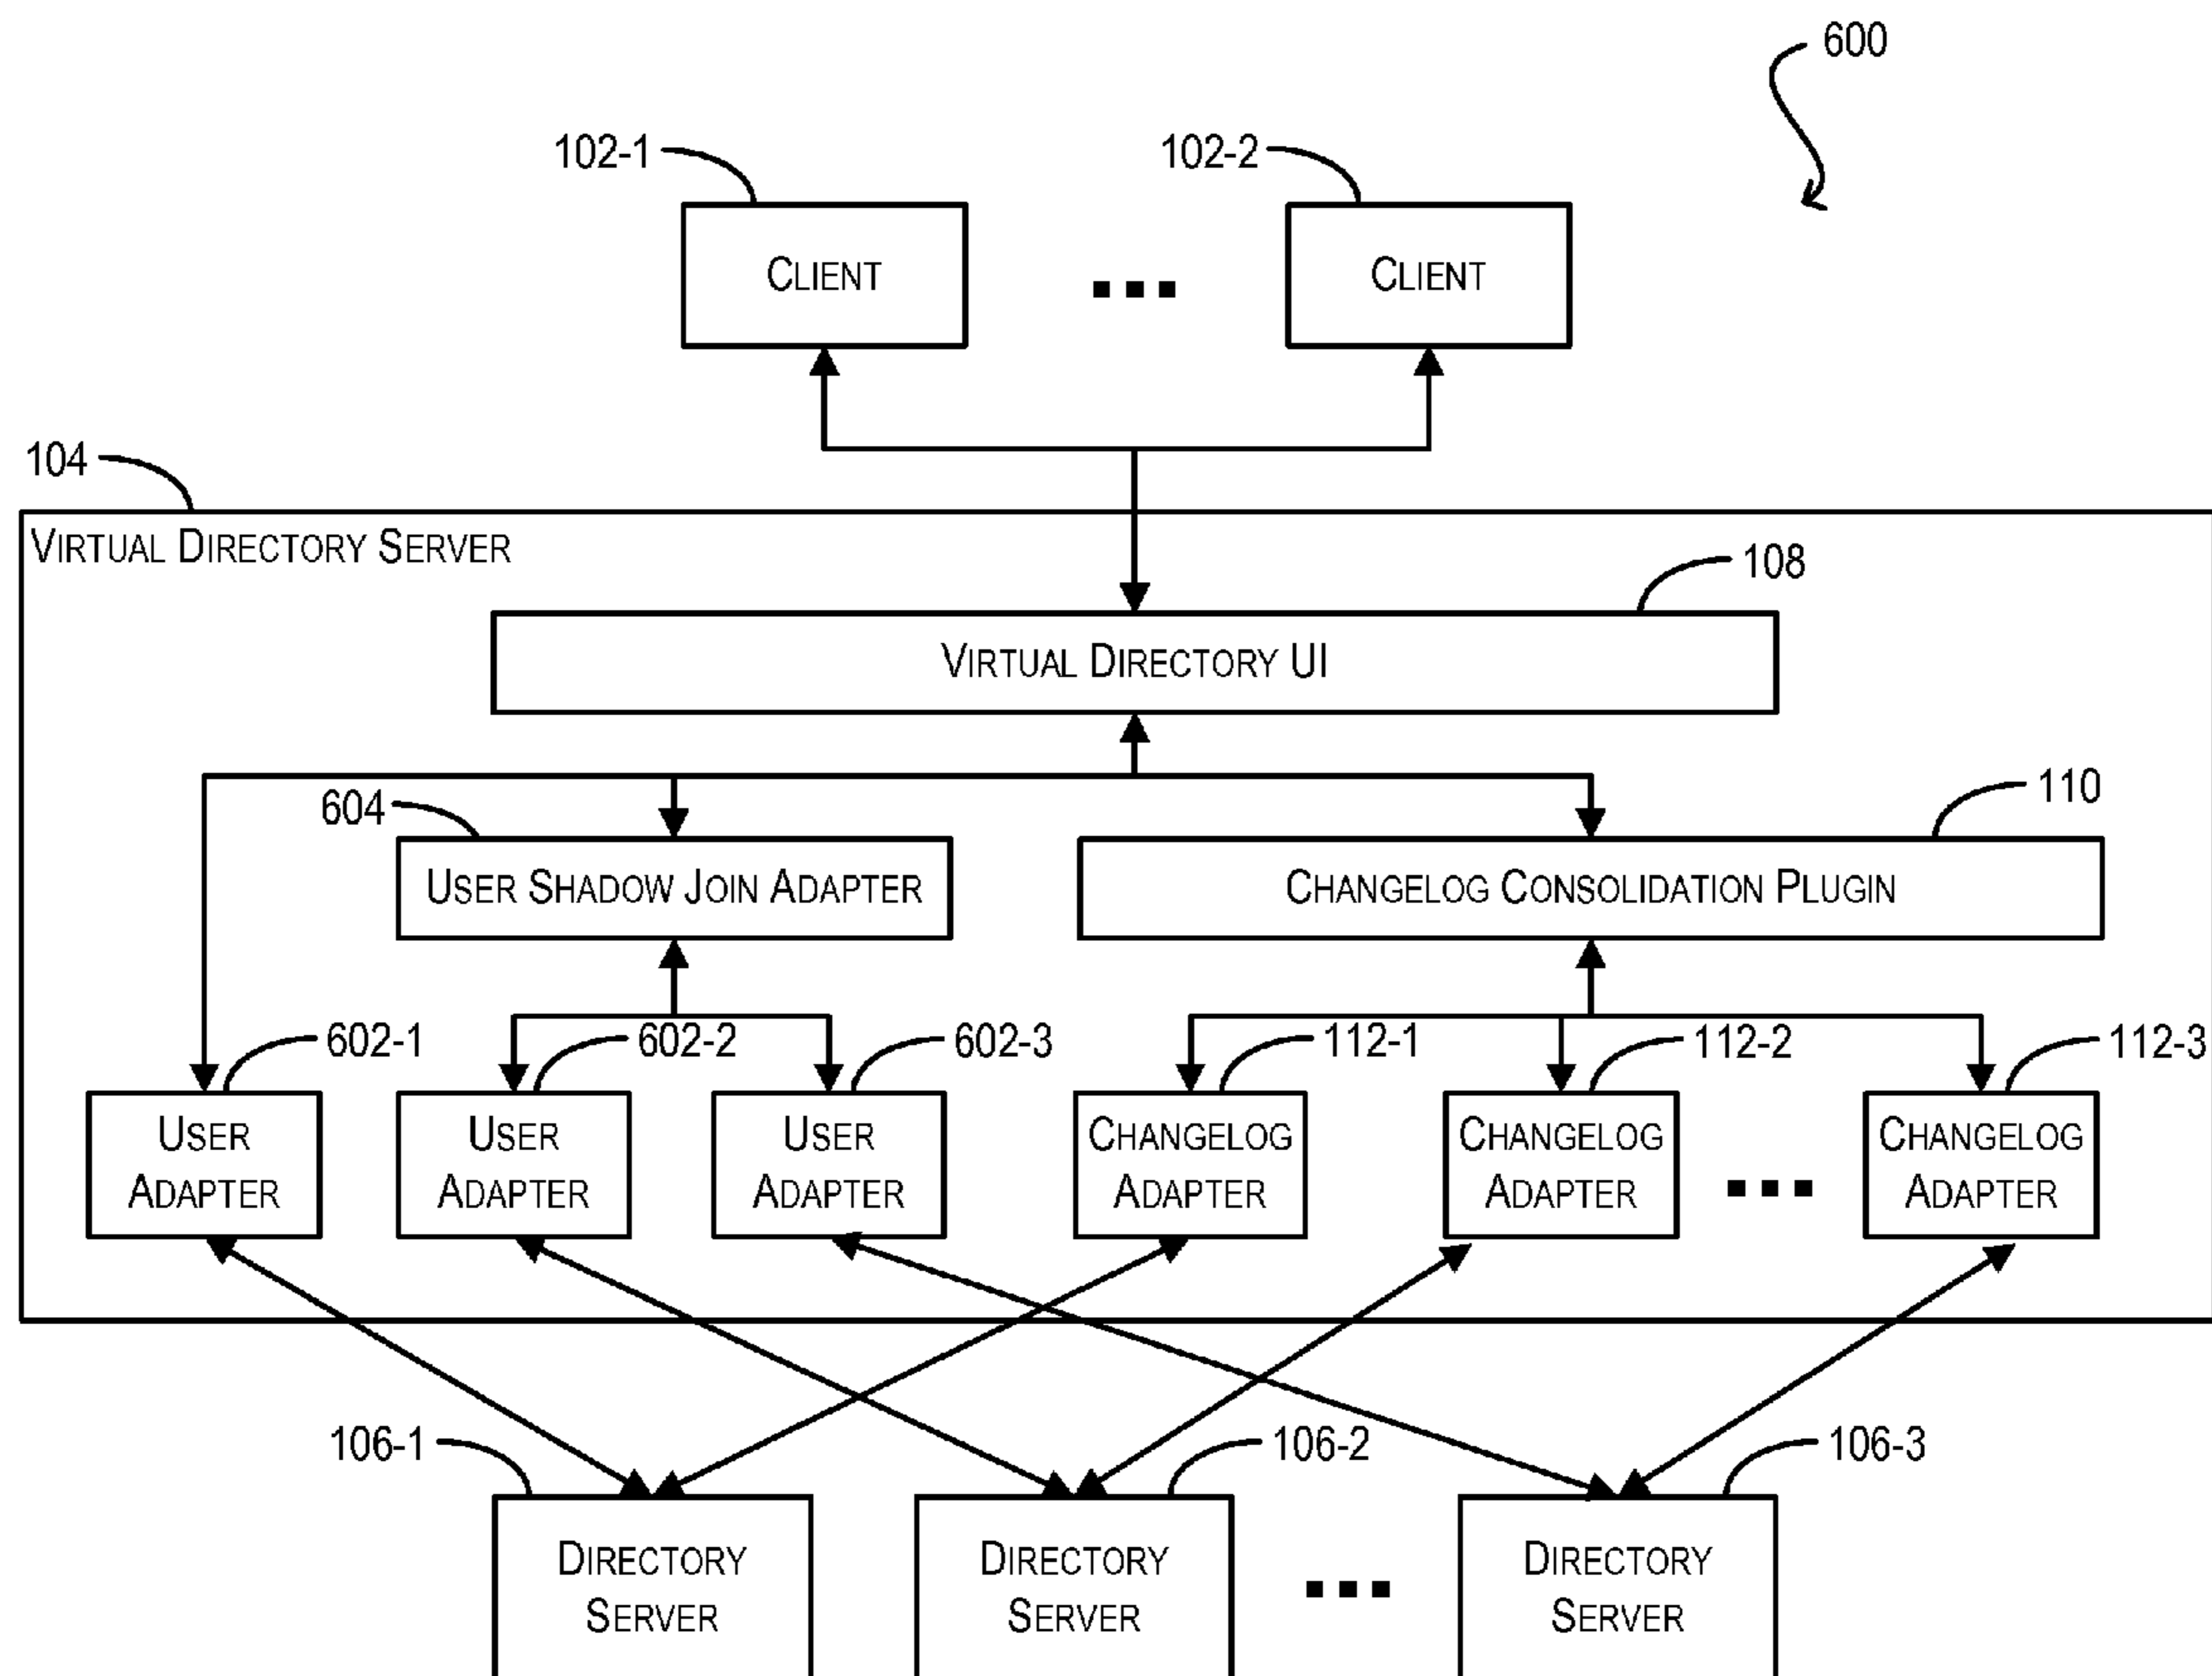 600
102-1
102-2
CLIENT
CLIENT
104
VIRTUAL DIRECTORY SERVER
108
VIRTUAL DIRECTORY UI
604
110
USER SHADOW JOIN ADAPTER
CHANGELOG CONSOLIDATION PLUGIN
602-1
602-2
602-3
112-1
112-2
112-3
USER
ADAPTER
USER
ADAPTER
USER
ADAPTER
CHANGELOG
ADAPTER
CHANGELOG
ADAPTER
CHANGELOG
ADAPTER
106-1
106-2
106-3
DIRECTORY
SERVER
DIRECTORY
SERVER
DIRECTORY
SERVER